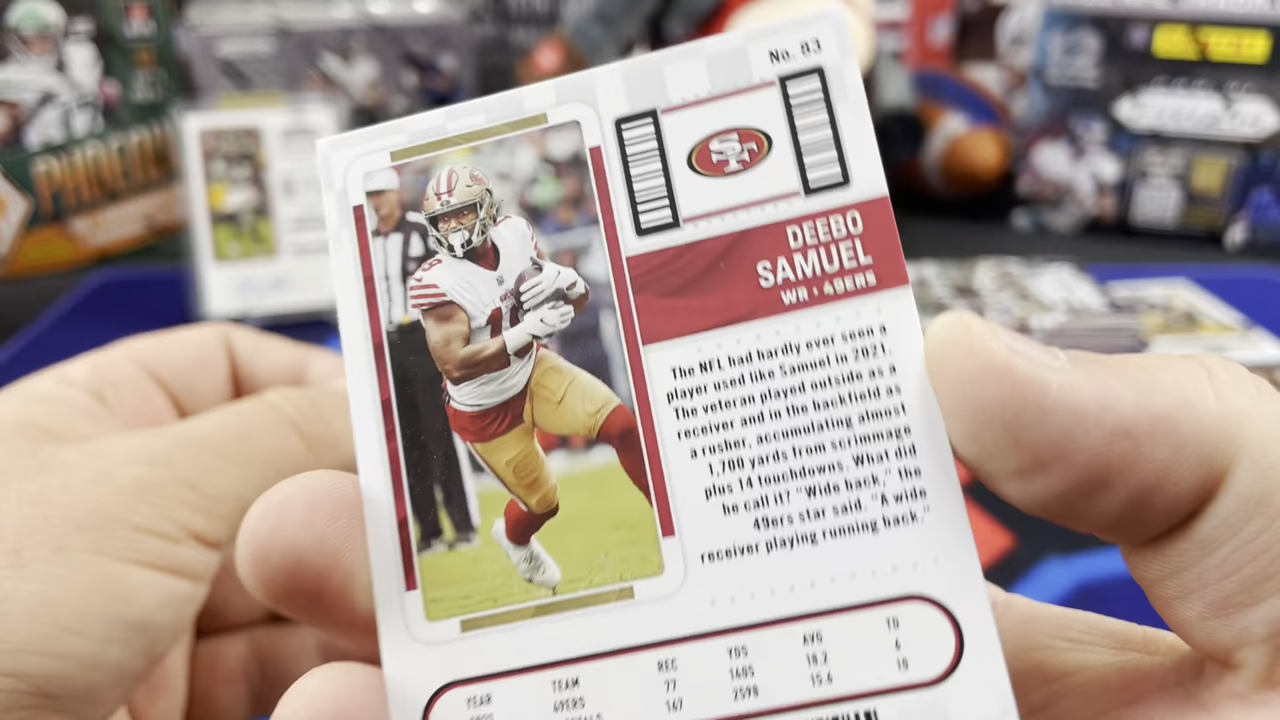 No. 83
SF
DEEBO
SAMUEL
WR • 49ERS
The NFL had hardly ever seen a
player used like Samuel in 2021.
The veteran played outside as a
receiver and in the backfield as
a rusher, accumulating almost
1,700 yards from scrimmage
plus 14 touchdowns. What did
he call it? "Wide back," the
49ers star said. "A wide
receiver playing running back."
YEAR TEAM REC YDS AVG TD
49ERS 77 1405 18.2 6
167 2598 15.6 10
PHOENIX